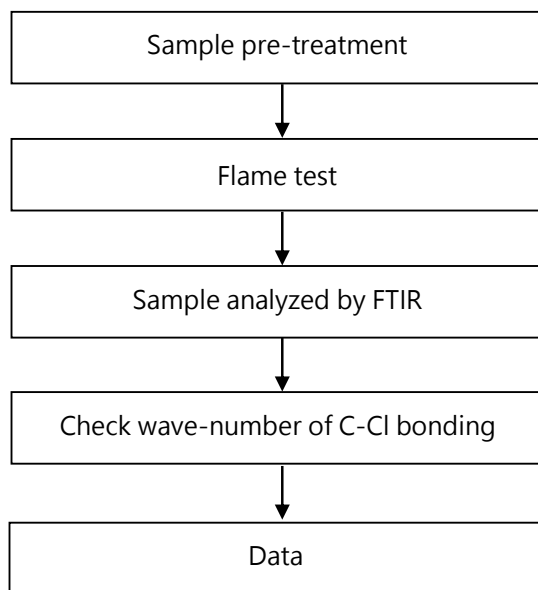 Sample pre-treatment
Flame test
Sample analyzed by FTIR
Check wave-number of C-Cl bonding
Data